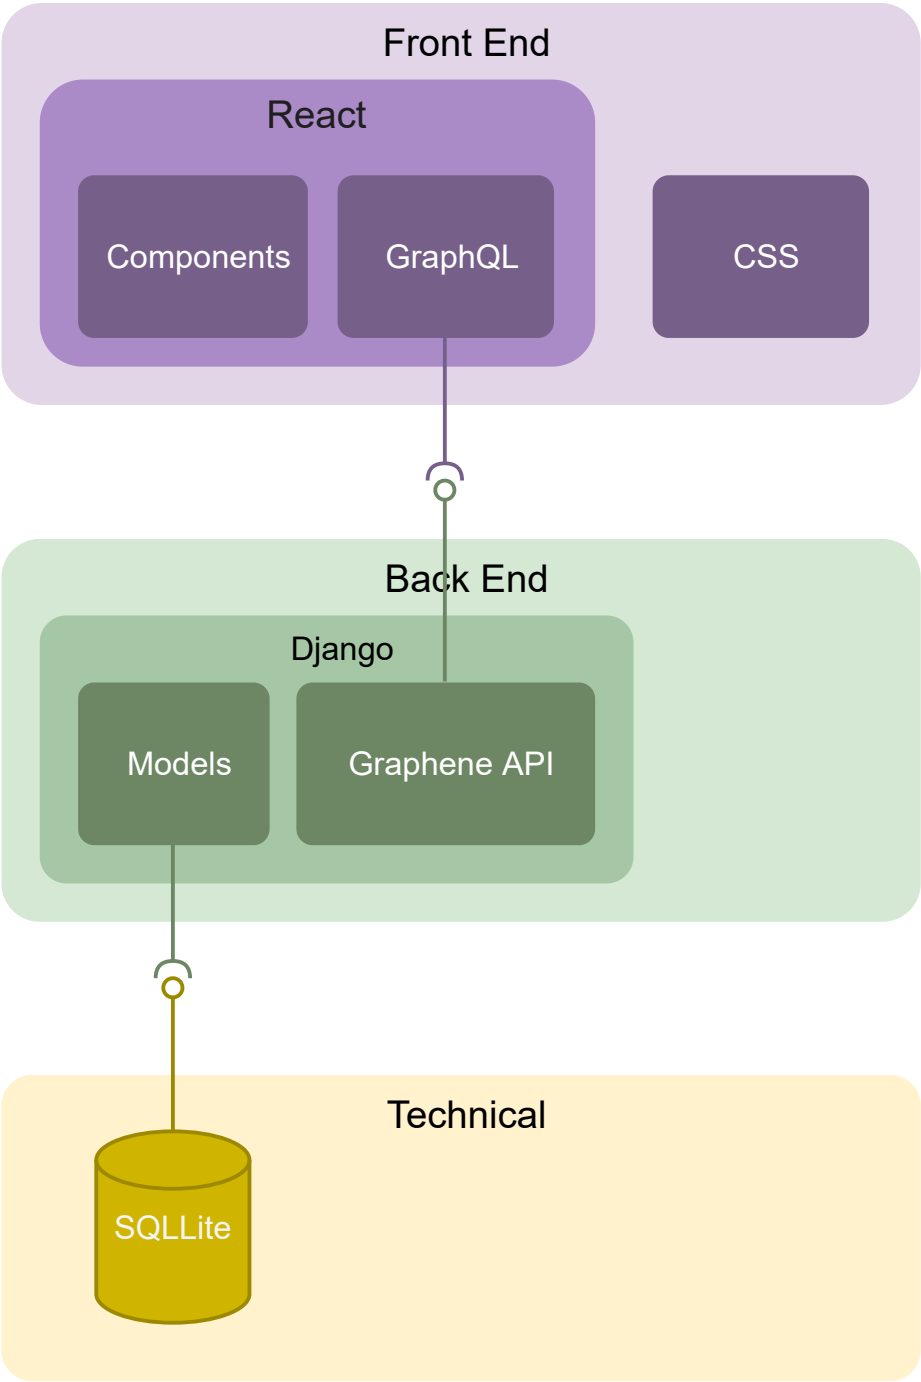 Front End
React
Components
GraphQL
CSS
Back End
Django
Models
Graphene API
Technical
SQLLite